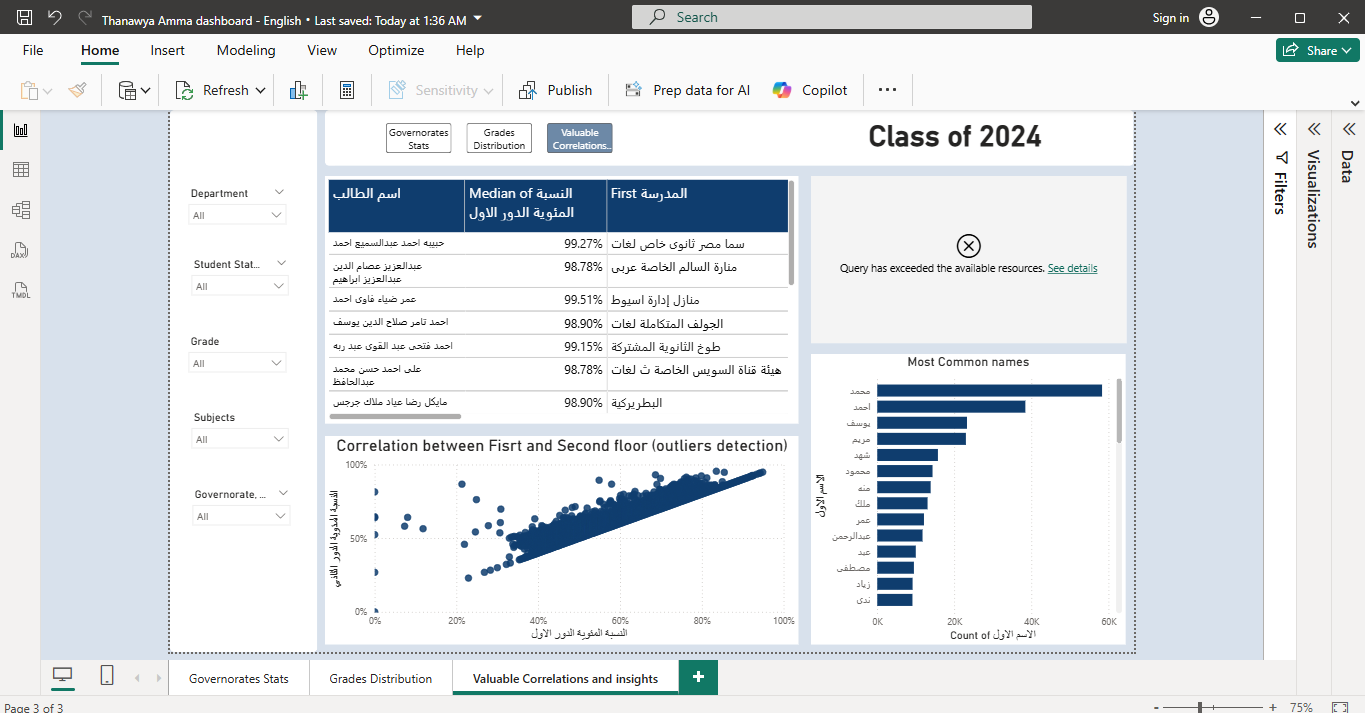 Thanawya Amma dashboard - English • Last saved: Today at 1:36 AM
Search
Sign in
File
Home
Insert
Modeling
View
Optimize
Help
Share
Refresh
Sensitivity
Publish
Prep data for AI
Copilot
Governorates
Stats
Grades
Distribution
Valuable
Correlations..
Class of 2024
Department
All
Student Stat...
All
Grade
All
Subjects
All
Governorate, ...
All
DAX
TMDL
اسم الطالب
Median of النسبة
المئوية الدور الاول
First المدرسة
حبيبه احمد عبدالسميع احمد
99.27%
سما مصر ثانوى خاص لغات
عبدالعزيز عصام الدين
عبدالعزيز ابراهيم
98.78%
منارة السالم الخاصة عربى
عمر ضياء فاوى احمد
99.51%
منازل إدارة اسيوط
احمد تامر صلاح الدين يوسف
98.90%
الجولف المتكاملة لغات
احمد فتحى عبد القوى عبد ربه
99.15%
طوخ الثانوية المشتركة
على احمد حسن محمد
عبدالحافظ
98.78%
هيئة قناة السويس الخاصة ث لغات
مايكل رضا عياد ملاك جرجس
98.90%
البطريركية
Query has exceeded the available resources. See details
Correlation between Fisrt and Second floor (outliers detection)
100%
50%
0%
النسبة المئوية الدور الثاني
0%
20%
40%
60%
80%
100%
النسبة المئوية الدور الاول
Most Common names
الاسم الاول
محمد
احمد
يوسف
مريم
شهد
محمود
منه
ملك
عمر
عبدالرحمن
عبد
مصطفى
زياد
ندى
0K
20K
40K
60K
Count of الاسم الاول
Filters
Visualizations
Data
Governorates Stats
Grades Distribution
Valuable Correlations and insights
+
Page 3 of 3
- + 75%